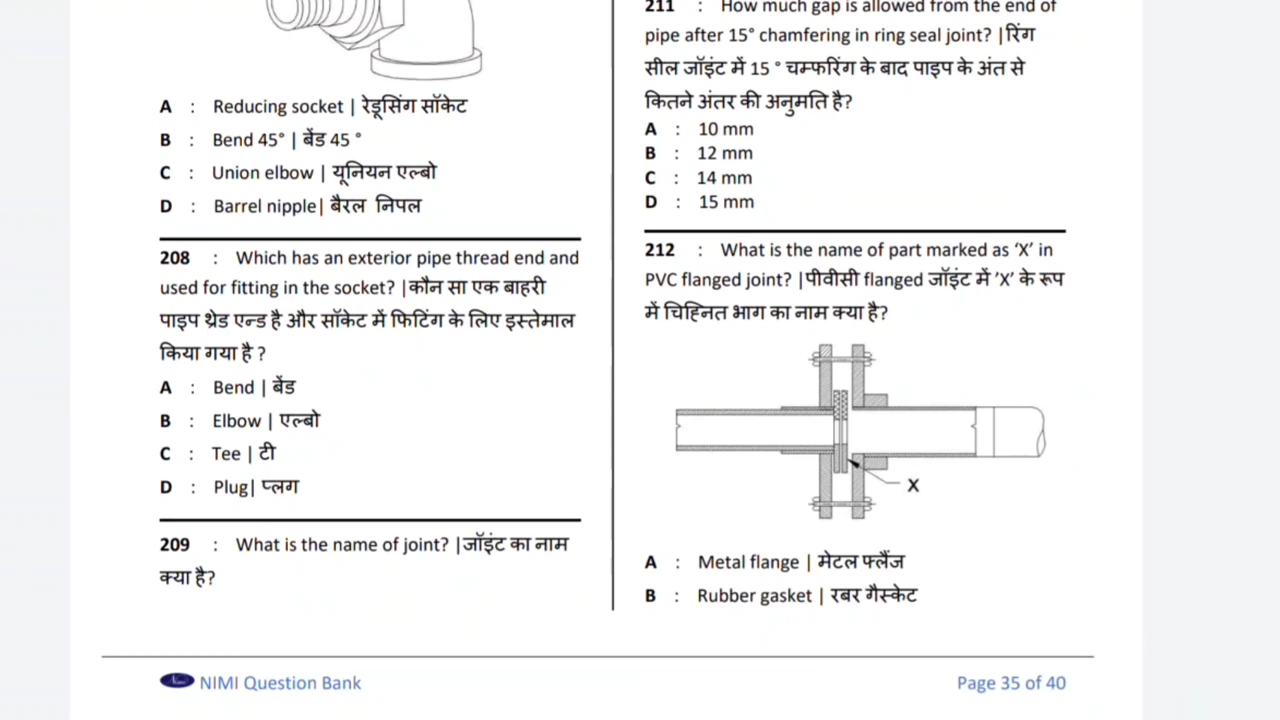 A : Reducing socket | रेडूसिंग सॉकेट
B : Bend 45° | बेंड 45 °
C : Union elbow | यूनियन एल्बो
D : Barrel nipple| बैरल निपल
208 : Which has an exterior pipe thread end and
used for fitting in the socket? |कौन सा एक बाहरी
पाइप थ्रेड एन्ड है और सॉकेट में फिटिंग के लिए इस्तेमाल
किया गया है ?
A : Bend | बेंड
B : Elbow | एल्बो
C : Tee | टी
D : Plug| प्लग
209 : What is the name of joint? |जॉइंट का नाम
क्या है?
211 : How much gap is allowed from the end of
pipe after 15° chamfering in ring seal joint? |रिंग
सील जॉइंट में 15 ° चम्फरिंग के बाद पाइप के अंत से
कितने अंतर की अनुमति है?
A : 10 mm
B : 12 mm
C : 14 mm
D : 15 mm
212 : What is the name of part marked as ‘X’ in
PVC flanged joint? |पीवीसी flanged जॉइंट में ’X’ के रूप
में चिह्नित भाग का नाम क्या है?
X
A : Metal flange | मेटल फ्लैंज
B : Rubber gasket | रबर गैस्केट
NIMI Question Bank
Page 35 of 40